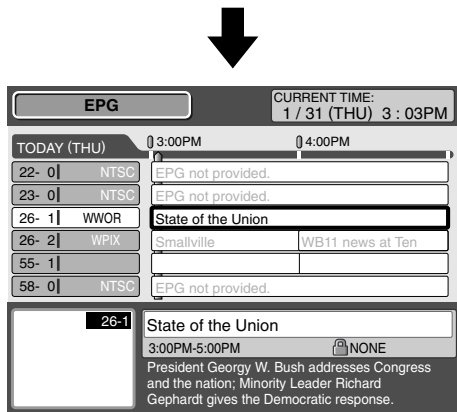 EPG
CURRENT TIME:
1 / 31 (THU) 3 : 03PM
TODAY (THU) 3:00PM 4:00PM
22- 0 NTSC EPG not provided.
23- 0 NTSC EPG not provided.
26- 1 WWOR State of the Union
26- 2 WPIX Smallville WB11 news at Ten
55- 1
58- 0 NTSC EPG not provided.
26-1 State of the Union
3:00PM-5:00PM NONE
President Georgy W. Bush addresses Congress
and the nation; Minority Leader Richard
Gephardt gives the Democratic response.